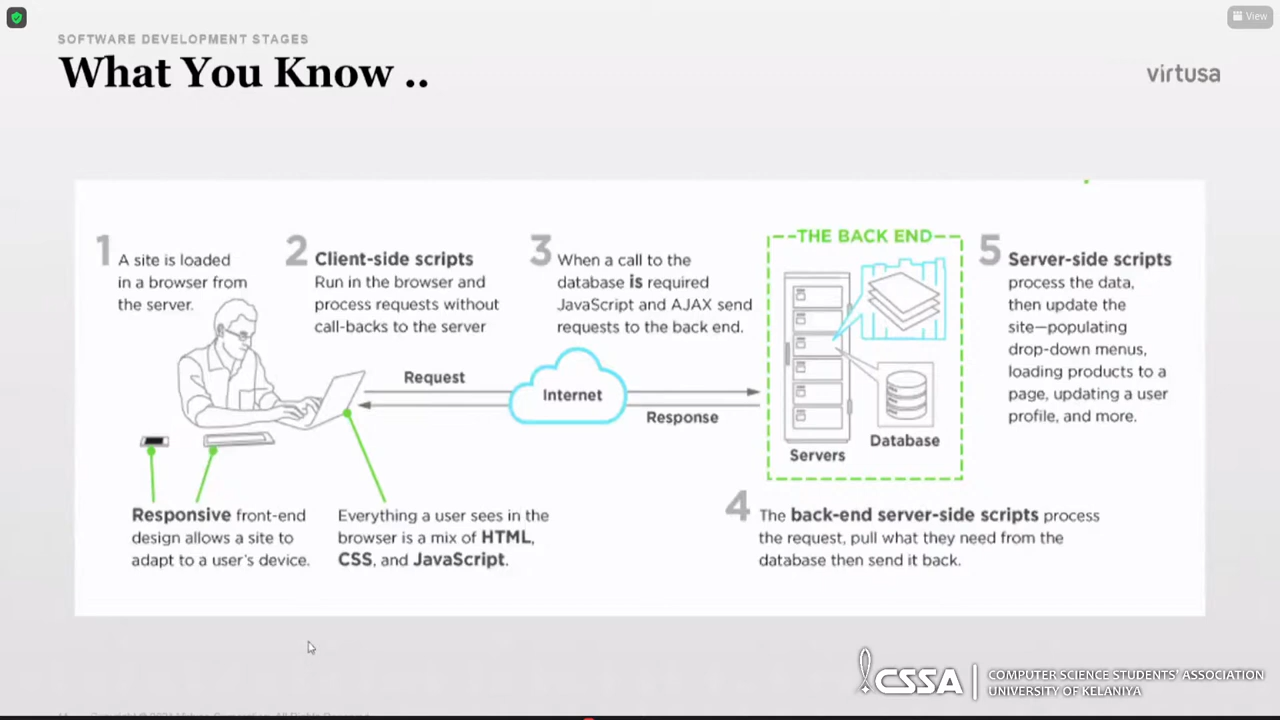 View
SOFTWARE DEVELOPMENT STAGES
What You Know ..
virtusa
1
A site is loaded
in a browser from
the server.
2
Client-side scripts
Run in the browser and
process requests without
call-backs to the server
3
When a call to the
database is required
JavaScript and AJAX send
requests to the back end.
THE BACK END
5
Server-side scripts
process the data,
then update the
site—populating
drop-down menus,
loading products to a
page, updating a user
profile, and more.
Request
Internet
Response
Servers
Database
Responsive front-end
design allows a site to
adapt to a user's device.
Everything a user sees in the
browser is a mix of HTML,
CSS, and JavaScript.
4
The back-end server-side scripts process
the request, pull what they need from the
database then send it back.
CSSA
COMPUTER SCIENCE STUDENTS' ASSOCIATION
UNIVERSITY OF KELANIYA